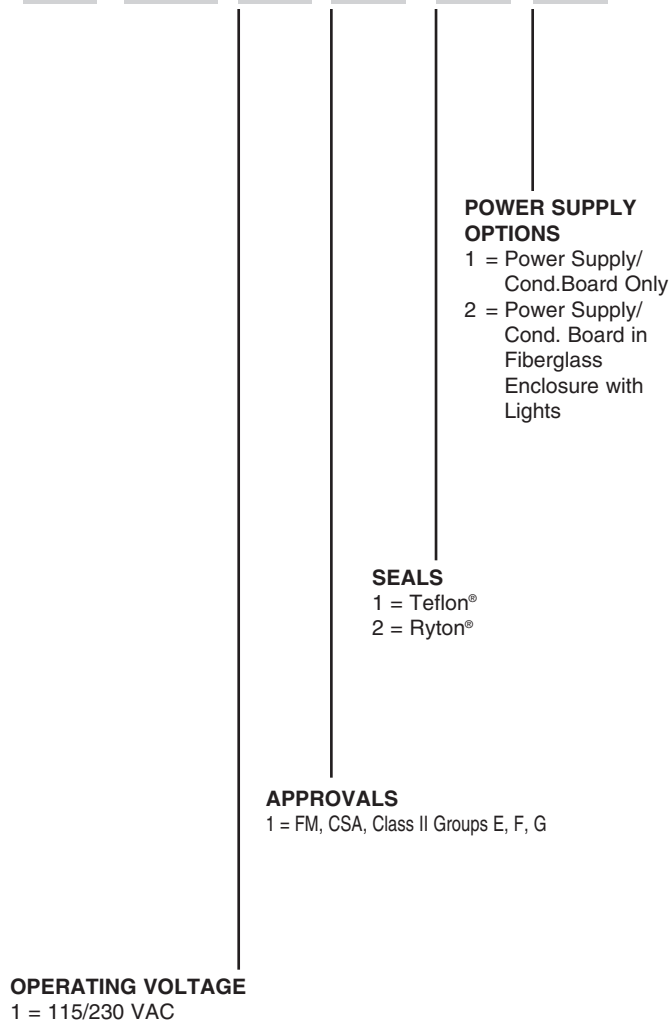 POWER SUPPLY
OPTIONS
1 = Power Supply/
Cond.Board Only
2 = Power Supply/
Cond. Board in
Fiberglass
Enclosure with
Lights
SEALS
1 = Teflon®
2 = Ryton®
APPROVALS
1 = FM, CSA, Class II Groups E, F, G
OPERATING VOLTAGE
1 = 115/230 VAC